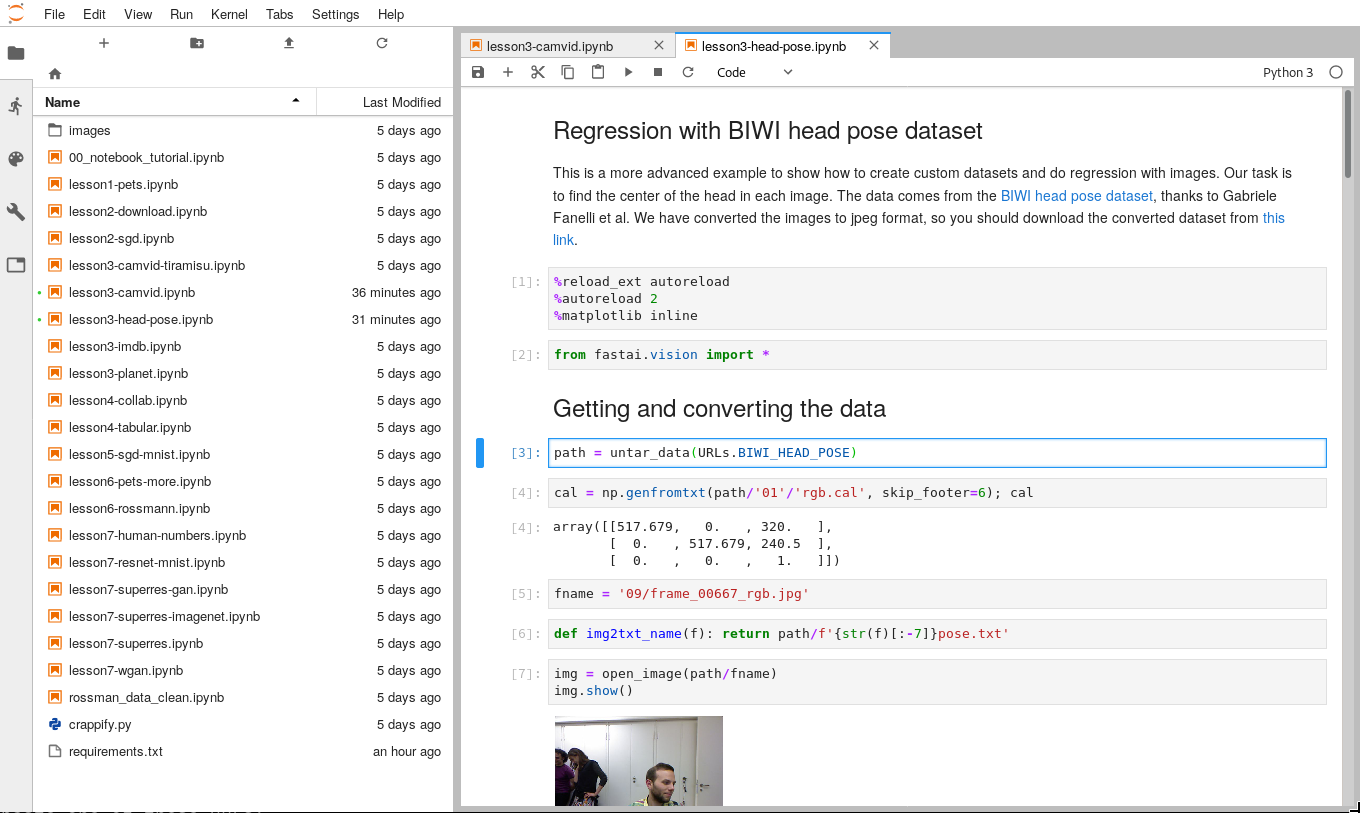 File Edit View Run Kernel Tabs Settings Help
Name Last Modified
images 5 days ago
00_notebook_tutorial.ipynb 5 days ago
lesson1-pets.ipynb 5 days ago
lesson2-download.ipynb 5 days ago
lesson2-sgd.ipynb 5 days ago
lesson3-camvid-tiramisu.ipynb 5 days ago
lesson3-camvid.ipynb 36 minutes ago
lesson3-head-pose.ipynb 31 minutes ago
lesson3-imdb.ipynb 5 days ago
lesson3-planet.ipynb 5 days ago
lesson4-collab.ipynb 5 days ago
lesson4-tabular.ipynb 5 days ago
lesson5-sgd-mnist.ipynb 5 days ago
lesson6-pets-more.ipynb 5 days ago
lesson6-rossmann.ipynb 5 days ago
lesson7-human-numbers.ipynb 5 days ago
lesson7-resnet-mnist.ipynb 5 days ago
lesson7-superres-gan.ipynb 5 days ago
lesson7-superres-imagenet.ipynb 5 days ago
lesson7-superres.ipynb 5 days ago
lesson7-wgan.ipynb 5 days ago
rossman_data_clean.ipynb 5 days ago
crappify.py 5 days ago
requirements.txt an hour ago
lesson3-camvid.ipynb lesson3-head-pose.ipynb
Code Python 3
Regression with BIWI head pose dataset
This is a more advanced example to show how to create custom datasets and do regression with images. Our task is
to find the center of the head in each image. The data comes from the BIWI head pose dataset, thanks to Gabriele
Fanelli et al. We have converted the images to jpeg format, so you should download the converted dataset from this
link.
[1]: %reload_ext autoreload
%autoreload 2
%matplotlib inline
[2]: from fastai.vision import *
Getting and converting the data
[3]: path = untar_data(URLs.BIWI_HEAD_POSE)
[4]: cal = np.genfromtxt(path/'01'/'rgb.cal', skip_footer=6); cal
[4]: array([[517.679,   0.   , 320.   ],
       [  0.   , 517.679, 240.5  ],
       [  0.   ,   0.   ,   1.   ]])
[5]: fname = '09/frame_00667_rgb.jpg'
[6]: def img2txt_name(f): return path/f'{str(f)[:-7]}pose.txt'
[7]: img = open_image(path/fname)
img.show()